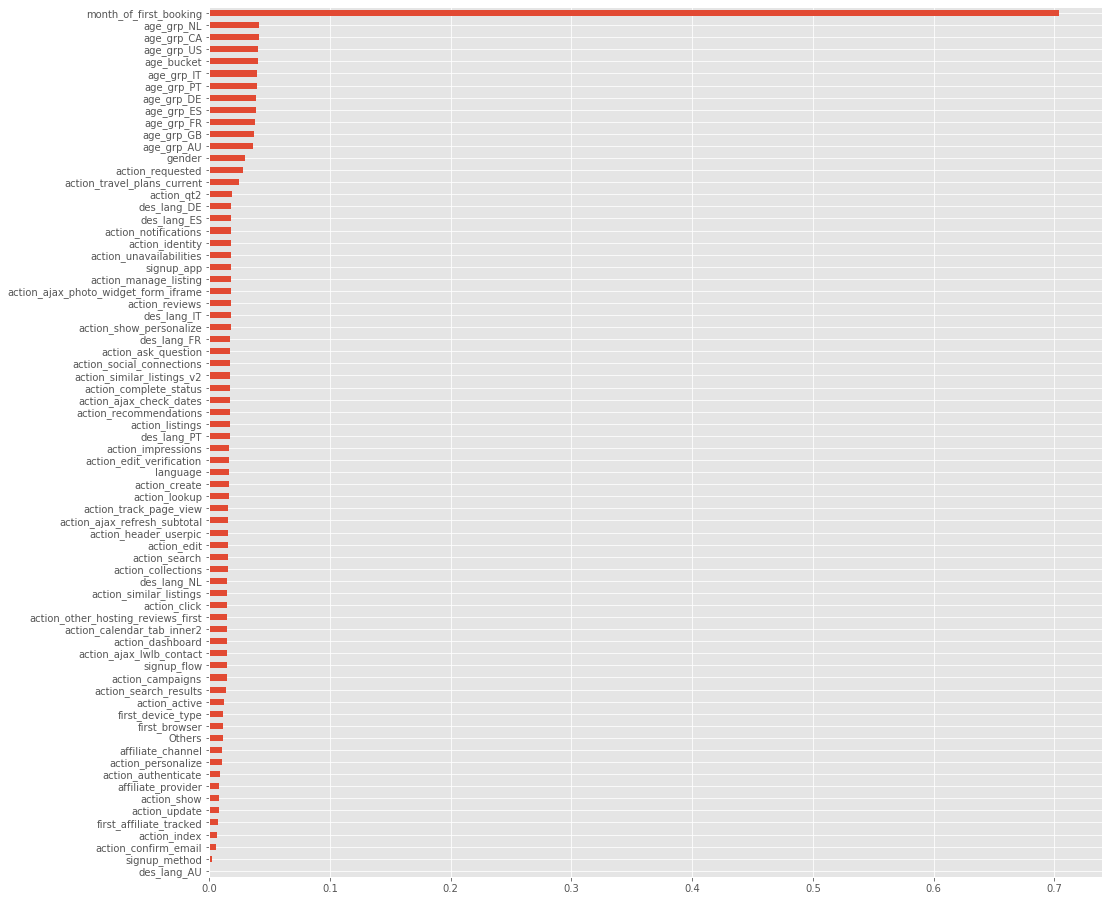 month_of_first_booking
age_grp_NL
age_grp_CA
age_grp_US
age_bucket
age_grp_IT
age_grp_PT
age_grp_DE
age_grp_ES
age_grp_FR
age_grp_GB
age_grp_AU
gender
action_requested
action_travel_plans_current
action_qt2
des_lang_DE
des_lang_ES
action_notifications
action_identity
action_unavailabilities
signup_app
action_manage_listing
action_ajax_photo_widget_form_iframe
action_reviews
des_lang_IT
action_show_personalize
des_lang_FR
action_ask_question
action_social_connections
action_similar_listings_v2
action_complete_status
action_ajax_check_dates
action_recommendations
action_listings
des_lang_PT
action_impressions
action_edit_verification
language
action_create
action_lookup
action_track_page_view
action_ajax_refresh_subtotal
action_header_userpic
action_edit
action_search
action_collections
des_lang_NL
action_similar_listings
action_click
action_other_hosting_reviews_first
action_calendar_tab_inner2
action_dashboard
action_ajax_lwlb_contact
signup_flow
action_campaigns
action_search_results
action_active
first_device_type
first_browser
Others
affiliate_channel
action_personalize
action_authenticate
affiliate_provider
action_show
action_update
first_affiliate_tracked
action_index
action_confirm_email
signup_method
des_lang_AU
0.0 0.1 0.2 0.3 0.4 0.5 0.6 0.7